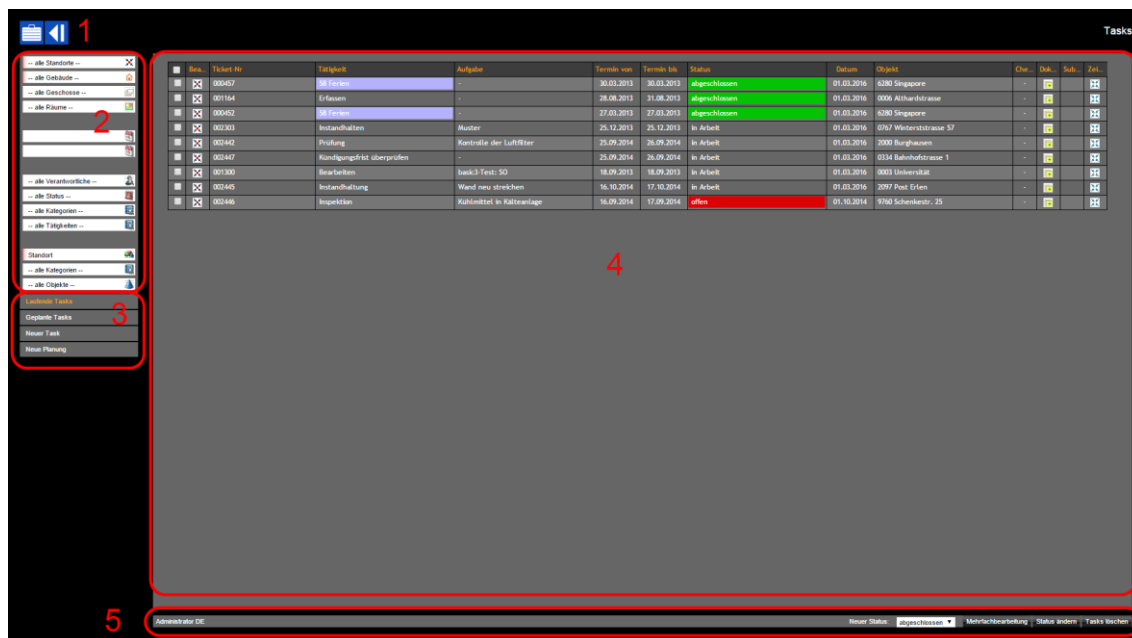 1
Tasks
2
-- alle Standorte --
-- alle Gebäude --
-- alle Geschosse --
-- alle Räume --
-- alle Verantwortliche --
-- alle Status --
-- alle Kategorien --
-- alle Tätigkeiten --
Standort
-- alle Kategorien --
-- alle Objekte --
3
Laufende Tasks
Geplante Tasks
Neuer Task
Neue Planung
Bea... Ticket-Nr Tätigkeit Aufgabe Termin von Termin bis Status Datum Objekt Che... Dok... Sub... Zei...
000457 S8 Ferien - 30.03.2013 30.03.2013 abgeschlossen 01.03.2016 6280 Singapore -
001164 Erfassen - 28.08.2013 31.08.2013 abgeschlossen 01.03.2016 0006 Althardstrasse -
000452 S8 Ferien - 27.03.2013 27.03.2013 abgeschlossen 01.03.2016 6280 Singapore -
002303 Instandhalten Muster 25.12.2013 25.12.2013 in Arbeit 01.03.2016 0767 Winterststrasse 57 -
002442 Prüfung Kontrolle der Luftfilter 25.09.2014 26.09.2014 in Arbeit 01.03.2016 2000 Burghausen -
002447 Kündigungsfrist überprüfen - 25.09.2014 26.09.2014 in Arbeit 01.03.2016 0334 Bahnhofstrasse 1 -
001300 Bearbeiten basic3-Test: SO 18.09.2013 18.09.2013 in Arbeit 01.03.2016 0003 Universität -
002445 Instandhaltung Wand neu streichen 16.10.2014 17.10.2014 in Arbeit 01.03.2016 2097 Post Erlen -
002446 Inspektion Kühlmittel in Kälteanlage 16.09.2014 17.09.2014 offen 01.10.2014 9760 Schenkestr. 25 -
4
5
Administrator DE Neuer Status: abgeschlossen Mehrfachbearbeitung Status ändern Tasks löschen